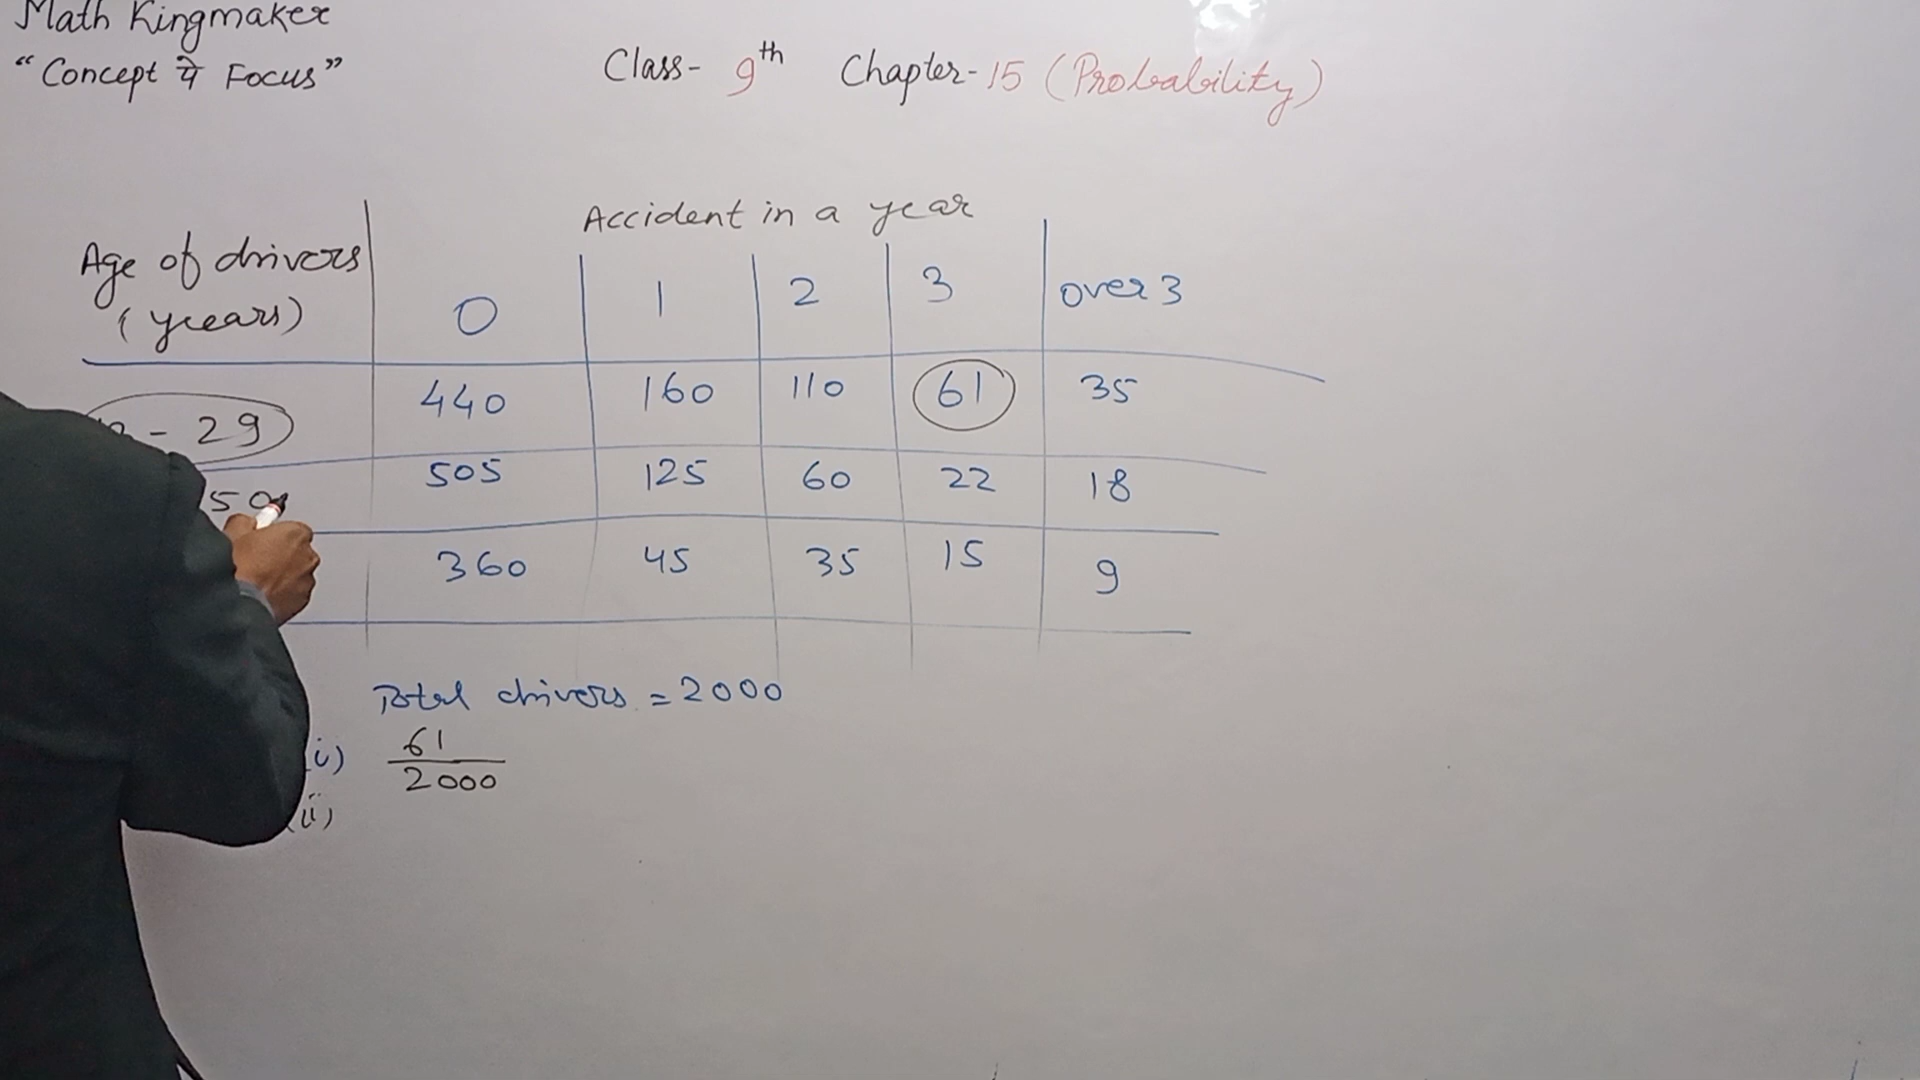 Math Kingmaker
"Concept पे Focus"
Class- 9th Chapter-15 (Probability)
Accident in a year
Age of drivers (years) 0 1 2 3 over 3
- 29 440 160 110 61 35
50 505 125 60 22 18
360 45 35 15 9
Total drivers = 2000
(i) 61/2000
(ii)